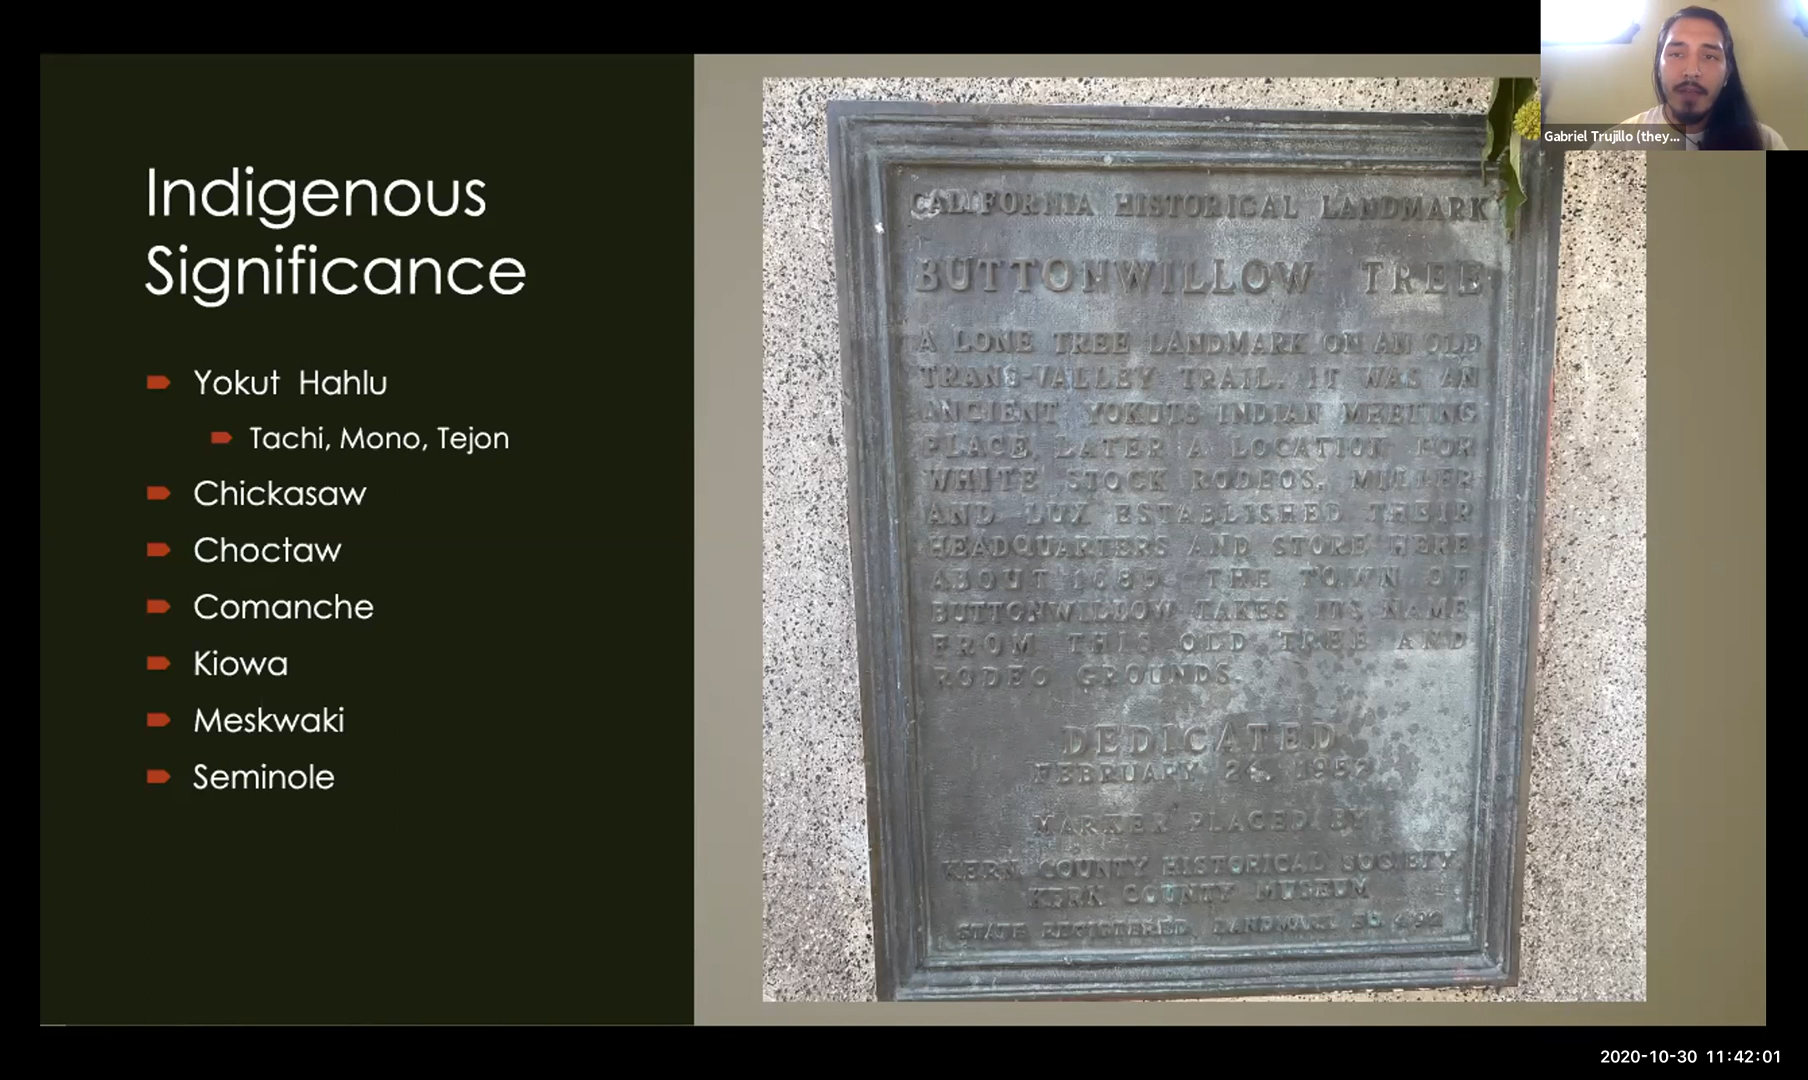 Indigenous
Significance
Yokut Hahlu
Tachi, Mono, Tejon
Chickasaw
Choctaw
Comanche
Kiowa
Meskwaki
Seminole
CALIFORNIA HISTORICAL LANDMARK
BUTTONWILLOW TREE
A LONE TREE LANDMARK ON AN OLD
TRANS-VALLEY TRAIL. IT WAS AN
ANCIENT YOKUTS INDIAN MEETING
PLACE LATER A LOCATION FOR
WHITE STOCK RODEOS. MILLER
AND LUX ESTABLISHED THEIR
HEADQUARTERS AND STORE HERE
ABOUT 1885. THE TOWN OF
BUTTONWILLOW TAKES ITS NAME
FROM THIS OLD TREE AND
RODEO GROUNDS.
DEDICATED
FEBRUARY
MARKER PLACED BY
KERN COUNTY HISTORICAL SOCIETY
KERN COUNTY MUSEUM
STATE REGISTERED LANDMARK
Gabriel Trujillo (they...
2020-10-30 11:42:01